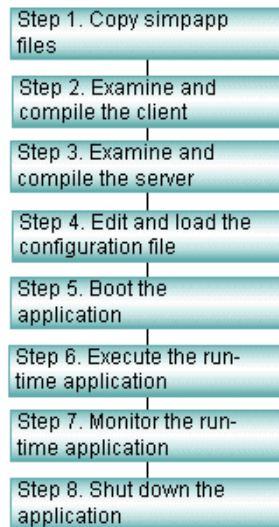 Step 1. Copy simpapp
files
Step 2. Examine and
compile the client
Step 3. Examine and
compile the server
Step 4. Edit and load the
configuration file
Step 5. Boot the
application
Step 6. Execute the run-
time application
Step 7. Monitor the run-
time application
Step 8. Shut down the
application